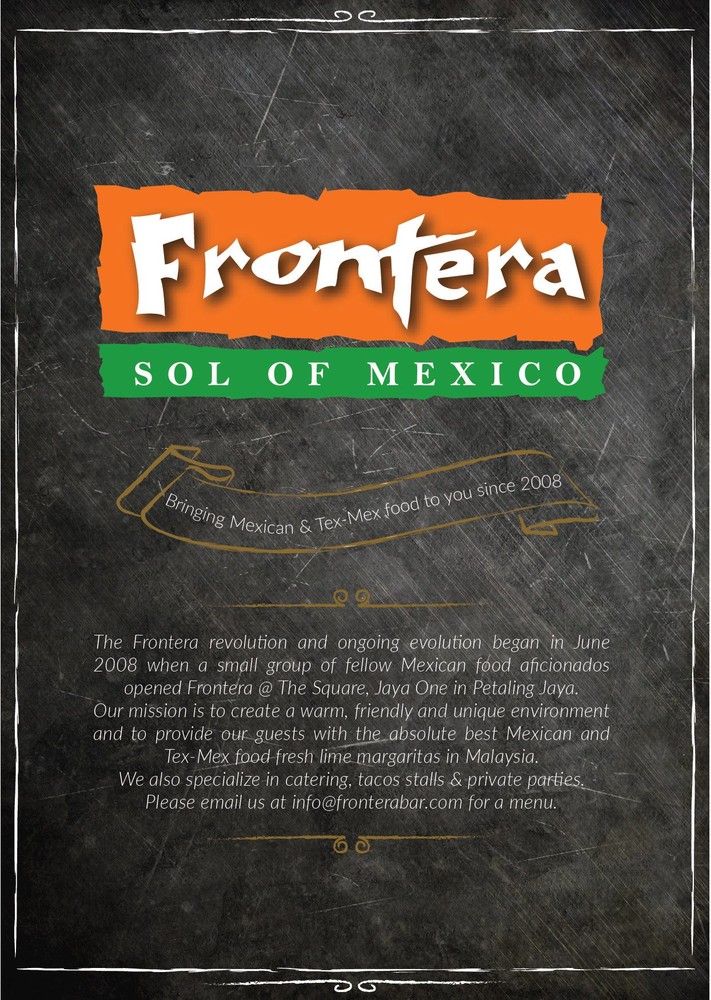 Frontera
SOL OF MEXICO
Bringing Mexican & Tex-Mex food to you since 2008
The Frontera revolution and ongoing evolution began in June
2008 when a small group of fellow Mexican food aficionados
opened Frontera @ The Square, Jaya One in Petaling Jaya.
Our mission is to create a warm, friendly and unique environment
and to provide our guests with the absolute best Mexican and
Tex-Mex food fresh lime margaritas in Malaysia.
We also specialize in catering, tacos stalls & private parties.
Please email us at info@fronterabar.com for a menu.